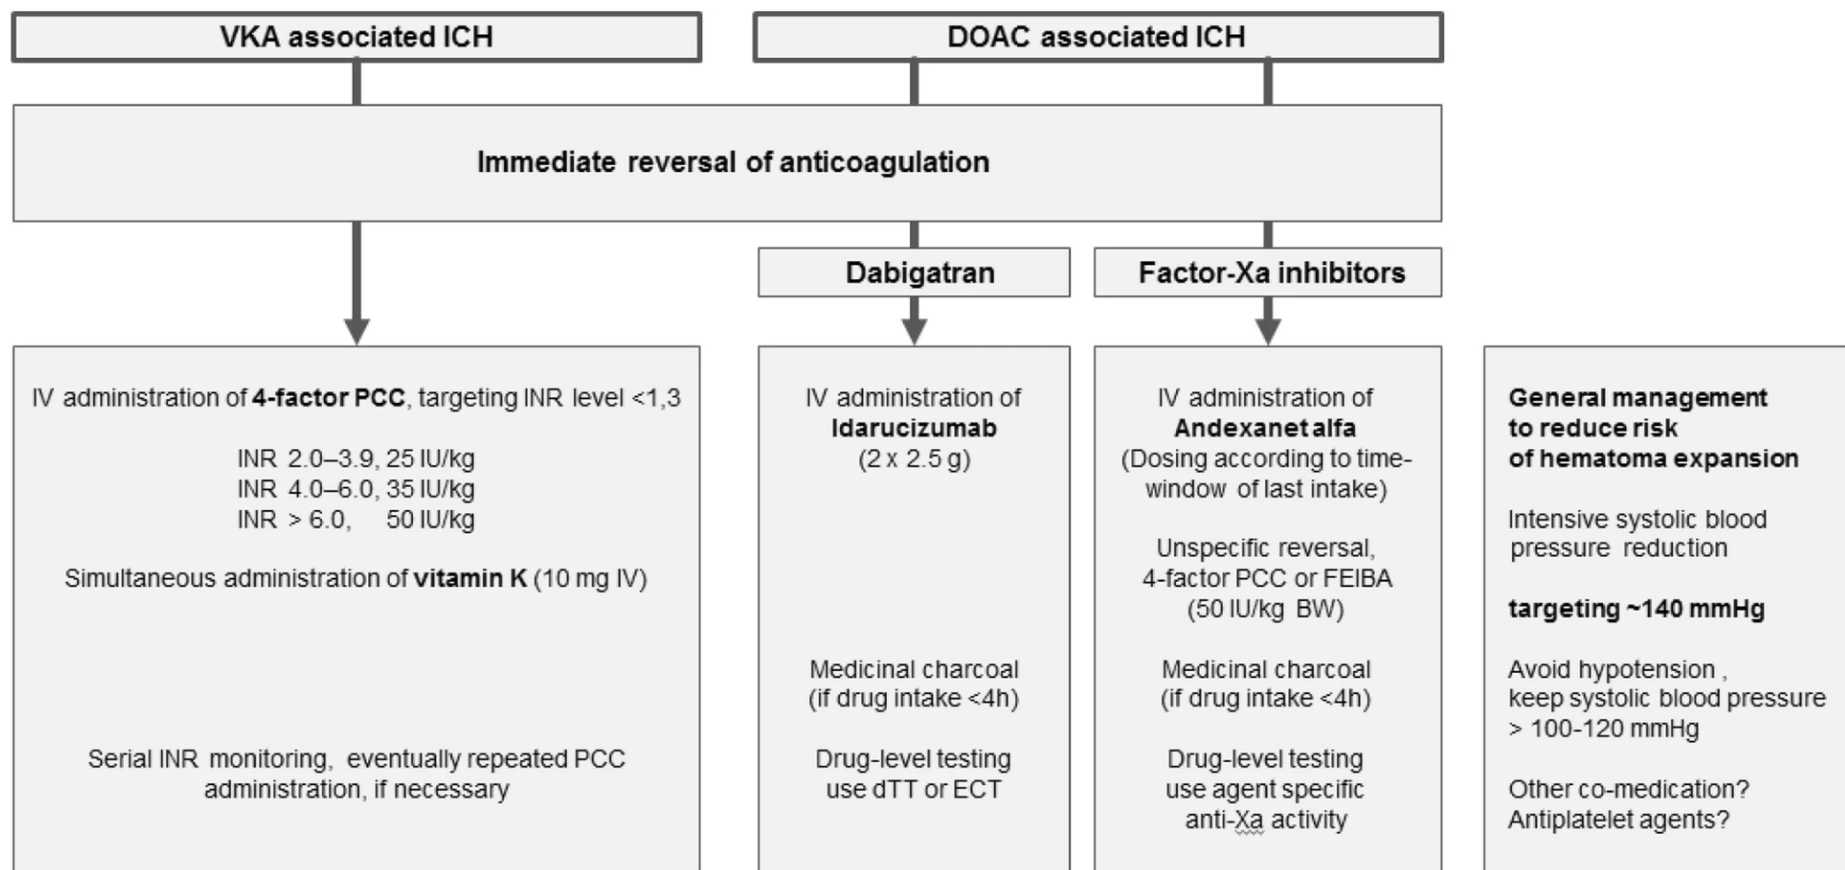 VKA associated ICH
DOAC associated ICH
Immediate reversal of anticoagulation
Dabigatran
Factor-Xa inhibitors
IV administration of 4-factor PCC, targeting INR level <1,3
INR 2.0–3.9, 25 IU/kg
INR 4.0–6.0, 35 IU/kg
INR > 6.0, 50 IU/kg
Simultaneous administration of vitamin K (10 mg IV)
Serial INR monitoring, eventually repeated PCC
administration, if necessary
IV administration of
Idarucizumab
(2 x 2.5 g)
Medicinal charcoal
(if drug intake <4h)
Drug-level testing
use dTT or ECT
IV administration of
Andexanet alfa
(Dosing according to time-
window of last intake)
Unspecific reversal,
4-factor PCC or FEIBA
(50 IU/kg BW)
Medicinal charcoal
(if drug intake <4h)
Drug-level testing
use agent specific
anti-Xa activity
General management
to reduce risk
of hematoma expansion
Intensive systolic blood
pressure reduction
targeting ~140 mmHg
Avoid hypotension ,
keep systolic blood pressure
> 100-120 mmHg
Other co-medication?
Antiplatelet agents?